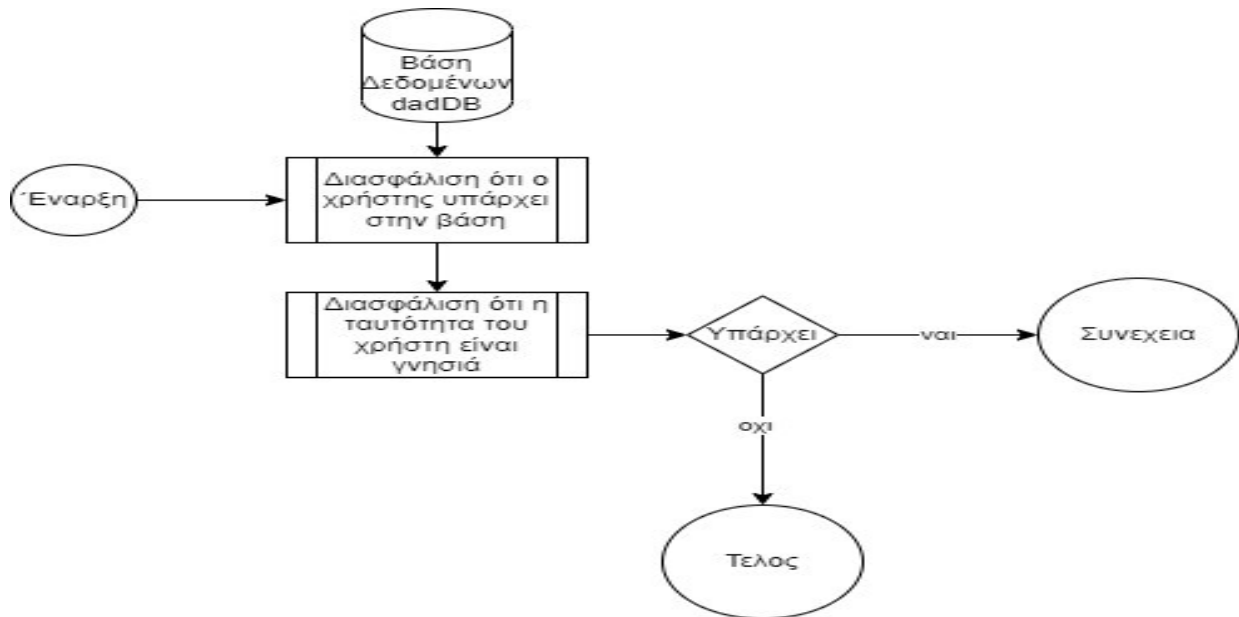 Βάση
Δεδομένων
dadDB
Έναρξη
Διασφάλιση ότι ο
χρήστης υπάρχει
στην βάση
Διασφάλιση ότι η
ταυτότητα του
χρήστη είναι
γνησιά
Υπάρχει
ναι
Συνεχεια
οχι
Τελος